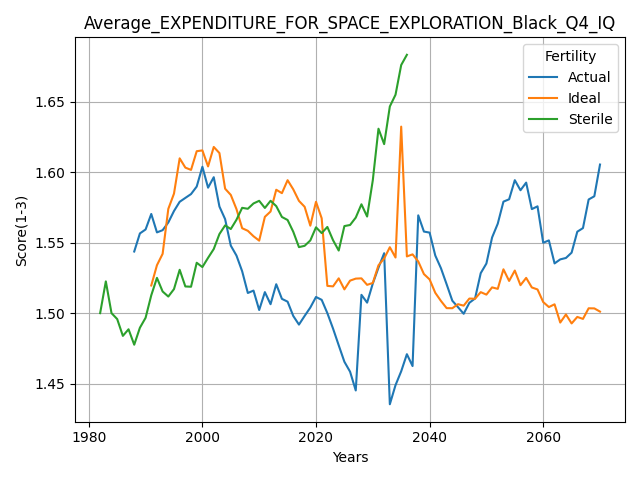 Average_EXPENDITURE_FOR_SPACE_EXPLORATION_Black_Q4_IQ
Fertility
Actual
Ideal
Sterile
Score(1-3)
1.65
1.60
1.55
1.50
1.45
1980
2000
2020
2040
2060
Years